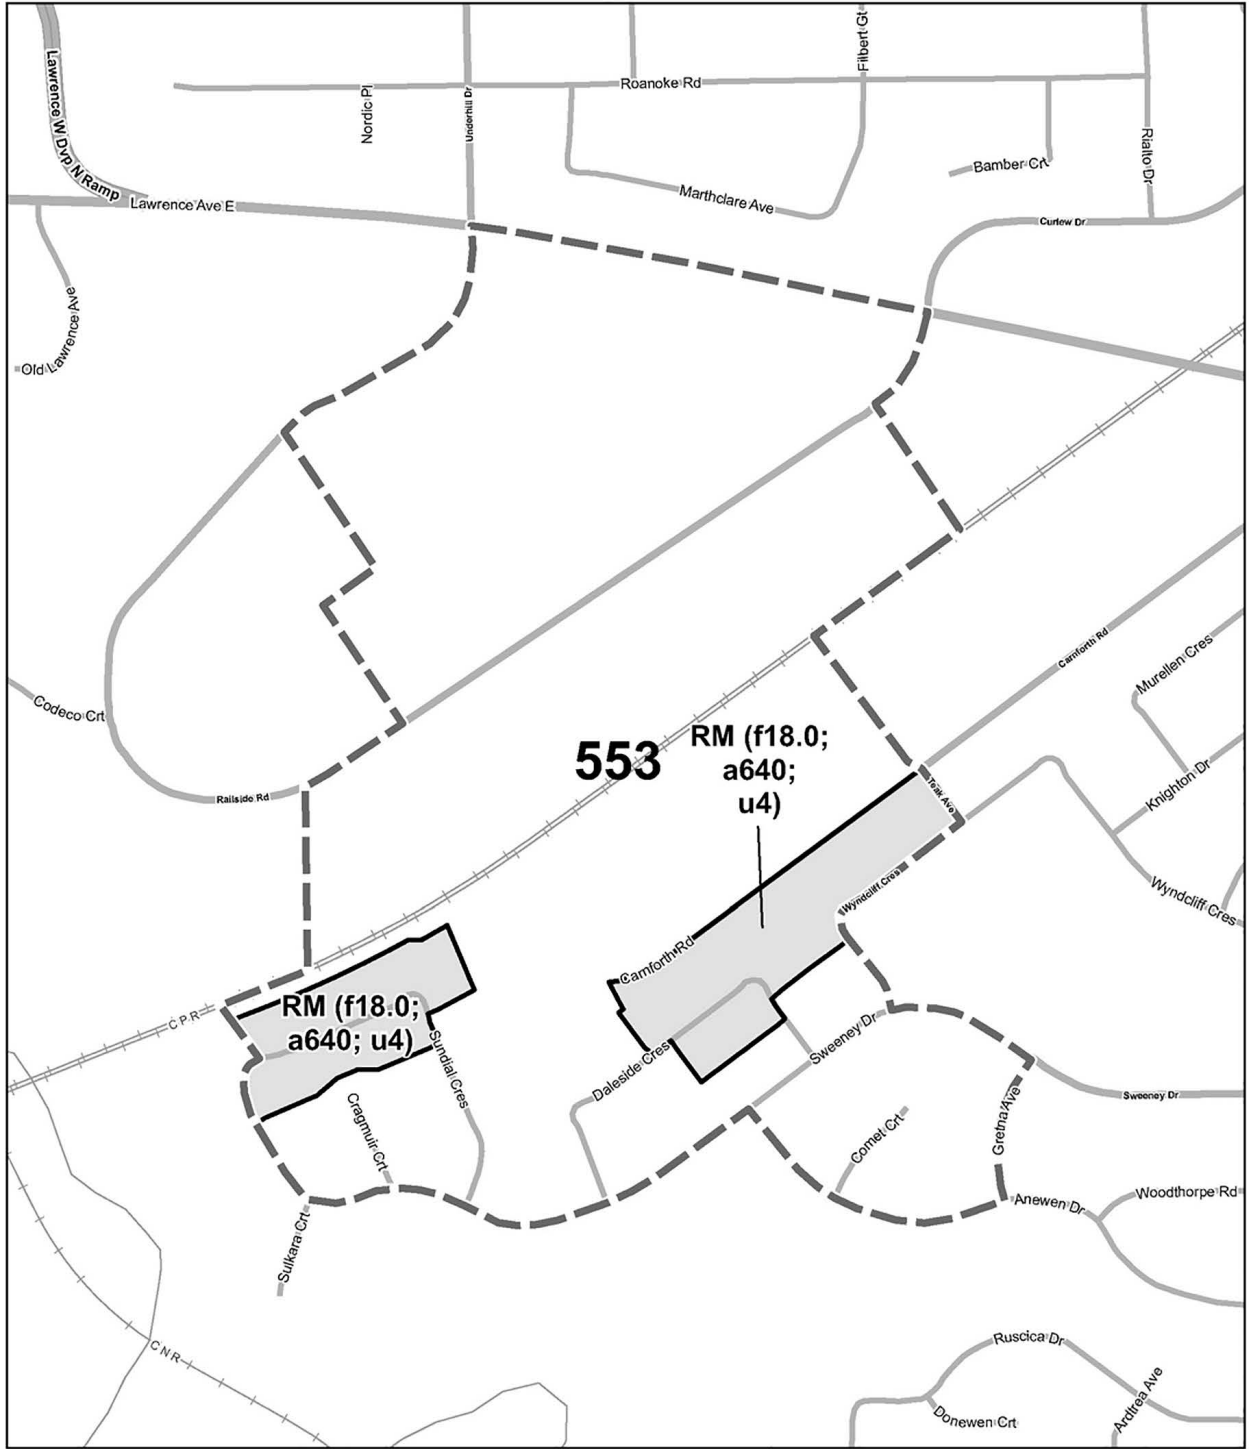 Lawrence W Dvp N Ramp
Nordic Pl
Underhill Dr
Roanoke Rd
Filbert Gt
Rialto Dr
Bamber Crt
Marthclare Ave
Lawrence Ave E
Curlew Dr
Old Lawrence Ave
Carnforth Rd
Murellen Cres
Codeco Crt
553
RM (f18.0;
a640;
u4)
Knighton Dr
Railside Rd
Teak Ave
Wyndcliff Cres
Wyndcliff Cres
Carnforth Rd
CPR
RM (f18.0;
a640; u4)
Sundial Cres
Daleside Cres
Sweeney Dr
Sweeney Dr
Cragmuir Crt
Comet Crt
Gretna Ave
Anewen Dr
Woodthorpe Rd
Sulkara Crt
CNR
Ruscica Dr
Donewen Crt
Ardtrea Ave